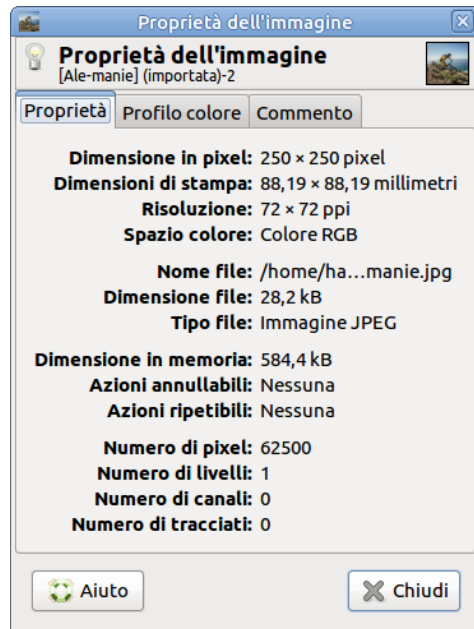 Proprietà dell'immagine
Proprietà dell'immagine
[Ale-manie] (importata)-2
Proprietà Profilo colore Commento
Dimensione in pixel: 250 × 250 pixel
Dimensioni di stampa: 88,19 × 88,19 millimetri
Risoluzione: 72 × 72 ppi
Spazio colore: Colore RGB
Nome file: /home/ha…manie.jpg
Dimensione file: 28,2 kB
Tipo file: Immagine JPEG
Dimensione in memoria: 584,4 kB
Azioni annullabili: Nessuna
Azioni ripetibili: Nessuna
Numero di pixel: 62500
Numero di livelli: 1
Numero di canali: 0
Numero di tracciati: 0
Aiuto Chiudi